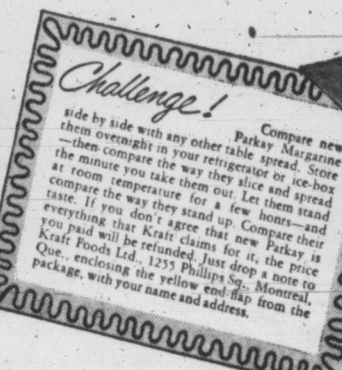 Challenge!
Compare new
Parkay Margarine
side by side with any other table spread. Store
them overnight in your refrigerator or ice-box
—then compare the way they slice and spread
the minute you take them out. Let them stand
at room temperature for a few hours—and
compare the way they stand up. Compare their
taste. If you don't agree that new Parkay is
everything that Kraft claims for it, the price
you paid will be refunded. Just drop a note to
Kraft Foods Ltd., 1255 Phillips Sq., Montreal,
Que., enclosing the yellow end-flap from the
package, with your name and address.